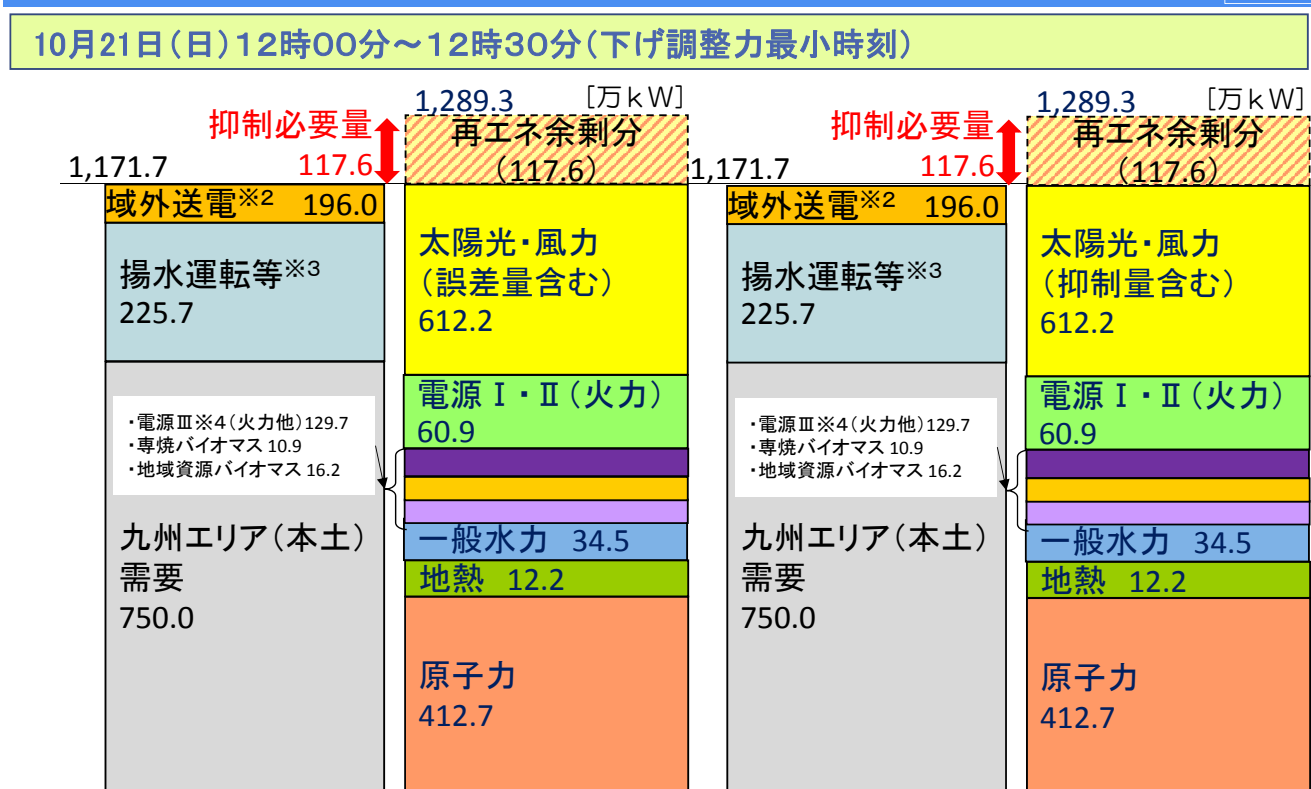 10月21日(日)12時00分～12時30分(下げ調整力最小時刻)
抑制必要量
117.6
1,171.7
1,289.3
[万kW]
再エネ余剰分
(117.6)
域外送電※2 196.0
揚水運転等※3
225.7
・電源Ⅲ※4(火力他)129.7
・専焼バイオマス 10.9
・地域資源バイオマス 16.2
九州エリア(本土)
需要
750.0
太陽光・風力
(誤差量含む)
612.2
電源Ⅰ・Ⅱ(火力)
60.9
一般水力 34.5
地熱 12.2
原子力
412.7
抑制必要量
117.6
1,171.7
1,289.3
[万kW]
再エネ余剰分
(117.6)
域外送電※2 196.0
揚水運転等※3
225.7
・電源Ⅲ※4(火力他)129.7
・専焼バイオマス 10.9
・地域資源バイオマス 16.2
九州エリア(本土)
需要
750.0
太陽光・風力
(抑制量含む)
612.2
電源Ⅰ・Ⅱ(火力)
60.9
一般水力 34.5
地熱 12.2
原子力
412.7